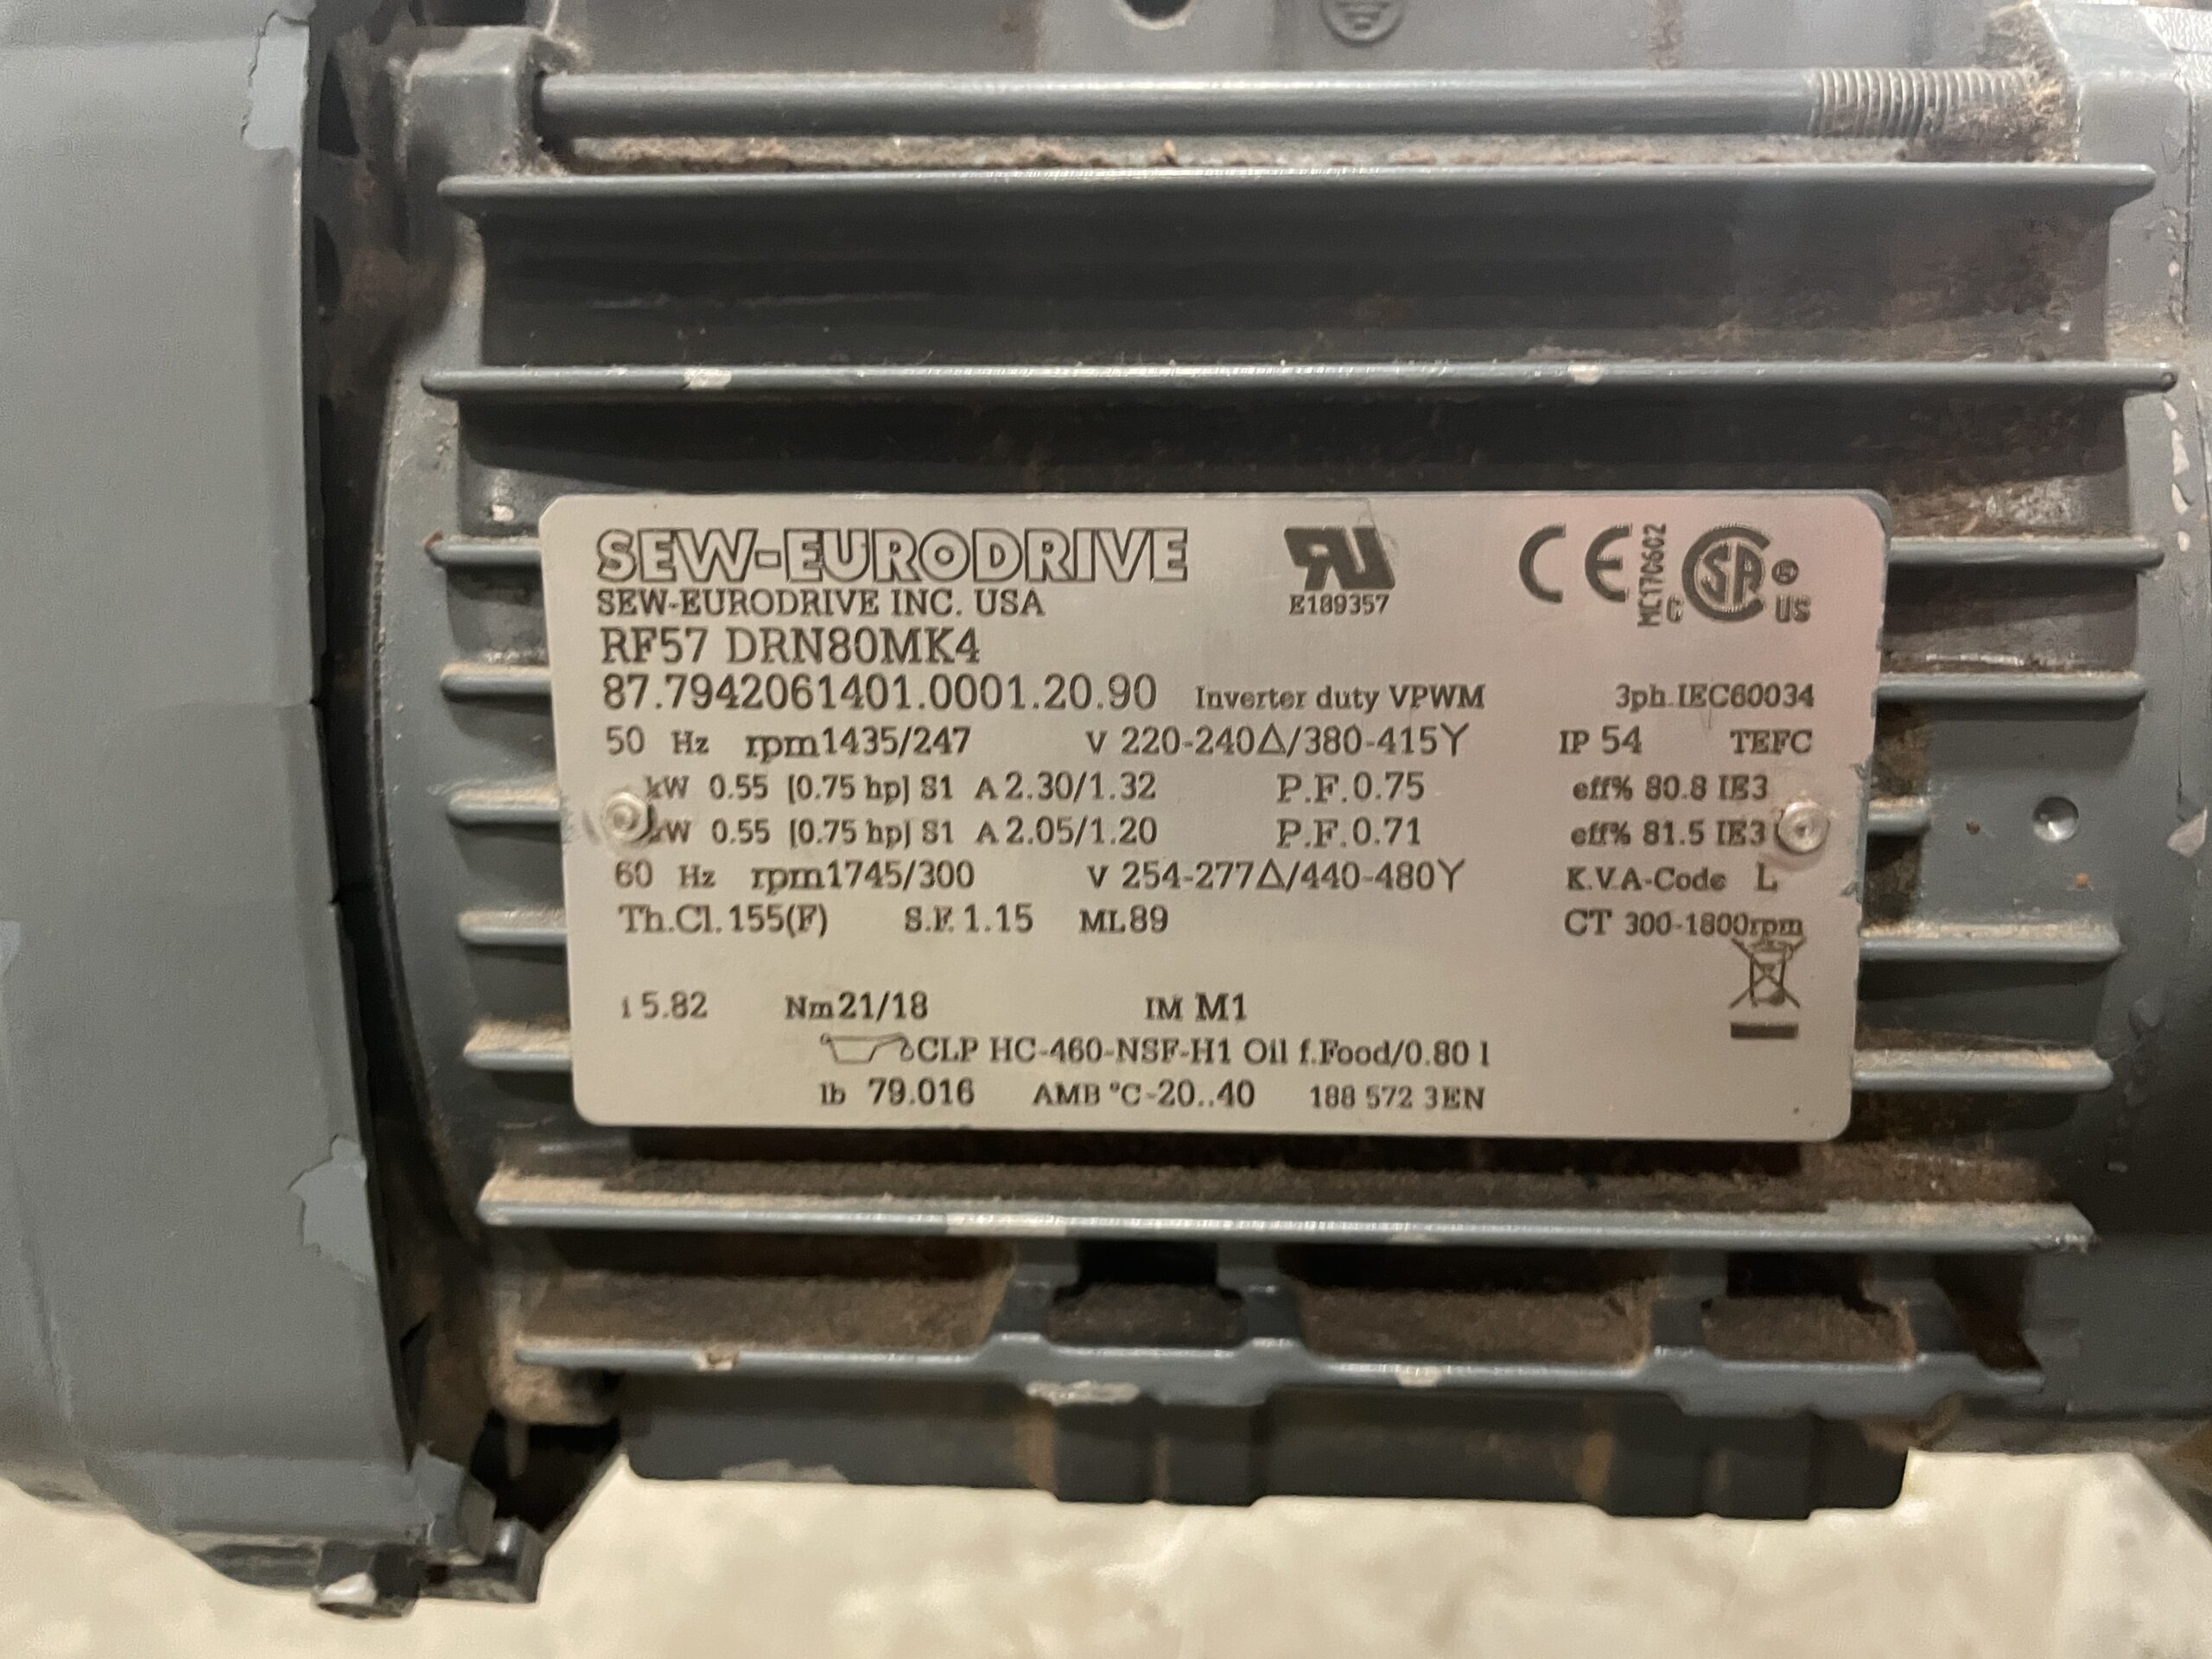 SEW-EURODRIVE
SEW-EURODRIVE INC. USA
E189357
CE
MC170602
C SA US
RF57 DRN80MK4
87.7942061401.0001.20.90 Inverter duty VPWM 3ph.IEC60034
50 Hz rpm1435/247 V 220-240Δ/380-415Y IP 54 TEFC
kW 0.55 [0.75 hp] S1 A 2.30/1.32 P.F.0.75 eff% 80.8 IE3
kW 0.55 [0.75 hp] S1 A 2.05/1.20 P.F.0.71 eff% 81.5 IE3
60 Hz rpm1745/300 V 254-277Δ/440-480Y K.V.A-Code L
Th.Cl.155(F) S.F.1.15 ML89 CT 300-1800rpm
i 5.82 Nm21/18 IM M1
CLP HC-460-NSF-H1 Oil f.Food/0.80 l
lb 79.016 AMB °C-20..40 188 572 3EN